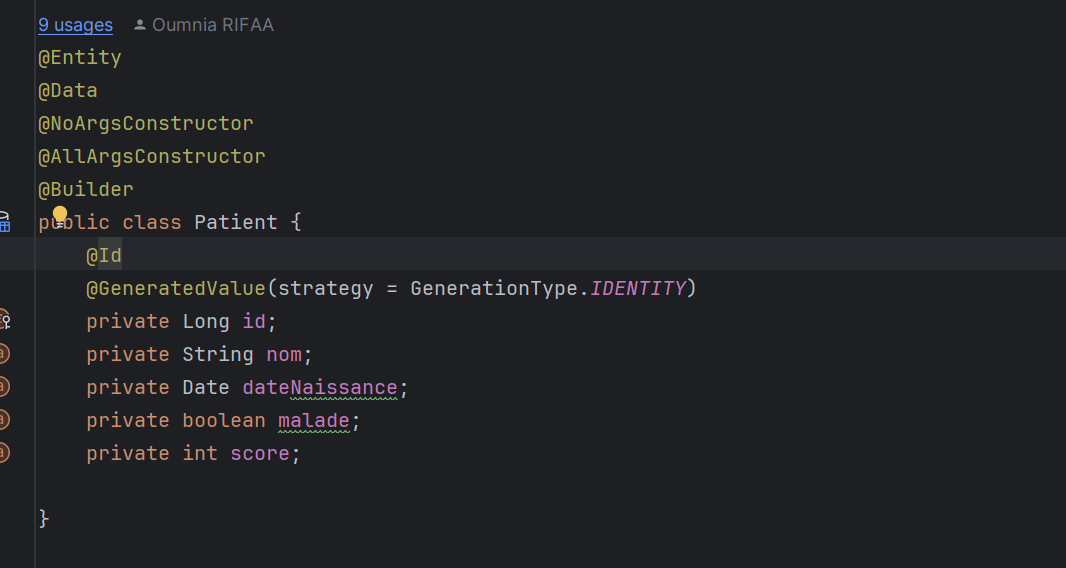 9 usages Oumnia RIFAA
@Entity
@Data
@NoArgsConstructor
@AllArgsConstructor
@Builder
public class Patient {
@Id
@GeneratedValue(strategy = GenerationType.IDENTITY)
private Long id;
private String nom;
private Date dateNaissance;
private boolean malade;
private int score;
}